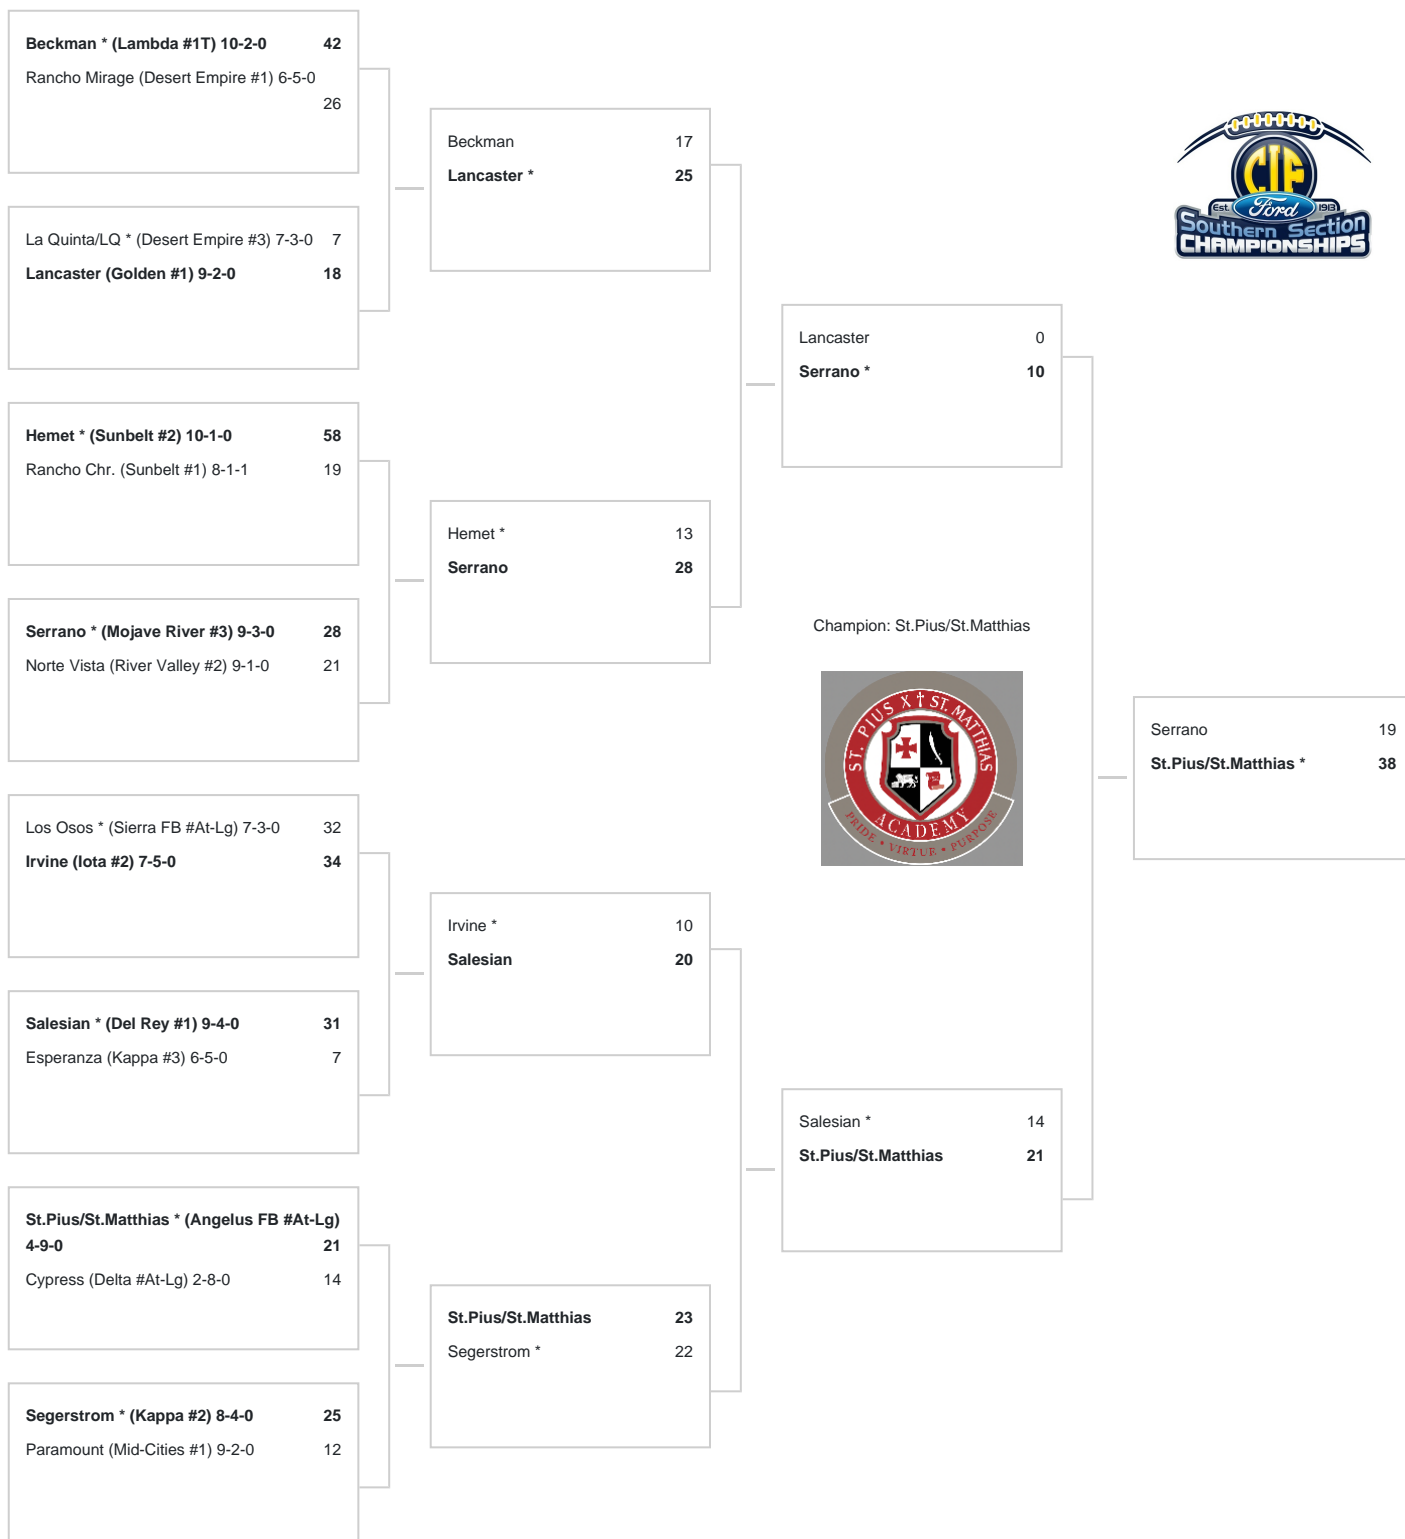 Beckman * (Lambda #1T) 10-2-0 42
Rancho Mirage (Desert Empire #1) 6-5-0
26
La Quinta/LQ * (Desert Empire #3) 7-3-0 7
Lancaster (Golden #1) 9-2-0 18
Hemet * (Sunbelt #2) 10-1-0 58
Rancho Chr. (Sunbelt #1) 8-1-1 19
Serrano * (Mojave River #3) 9-3-0 28
Norte Vista (River Valley #2) 9-1-0 21
Los Osos * (Sierra FB #At-Lg) 7-3-0 32
Irvine (Iota #2) 7-5-0 34
Salesian * (Del Rey #1) 9-4-0 31
Esperanza (Kappa #3) 6-5-0 7
St.Pius/St.Matthias * (Angelus FB #At-Lg)
4-9-0 21
Cypress (Delta #At-Lg) 2-8-0 14
Segerstrom * (Kappa #2) 8-4-0 25
Paramount (Mid-Cities #1) 9-2-0 12
Beckman 17
Lancaster * 25
Hemet * 13
Serrano 28
Irvine * 10
Salesian 20
St.Pius/St.Matthias 23
Segerstrom * 22
Lancaster 0
Serrano * 10
Salesian * 14
St.Pius/St.Matthias 21
Champion: St.Pius/St.Matthias
ST. PIUS X † ST. MATTHIAS
ACADEMY
PRIDE • VIRTUE • PURPOSE
Serrano 19
St.Pius/St.Matthias * 38
CIF
Est. Ford 1913
Southern Section
CHAMPIONSHIPS